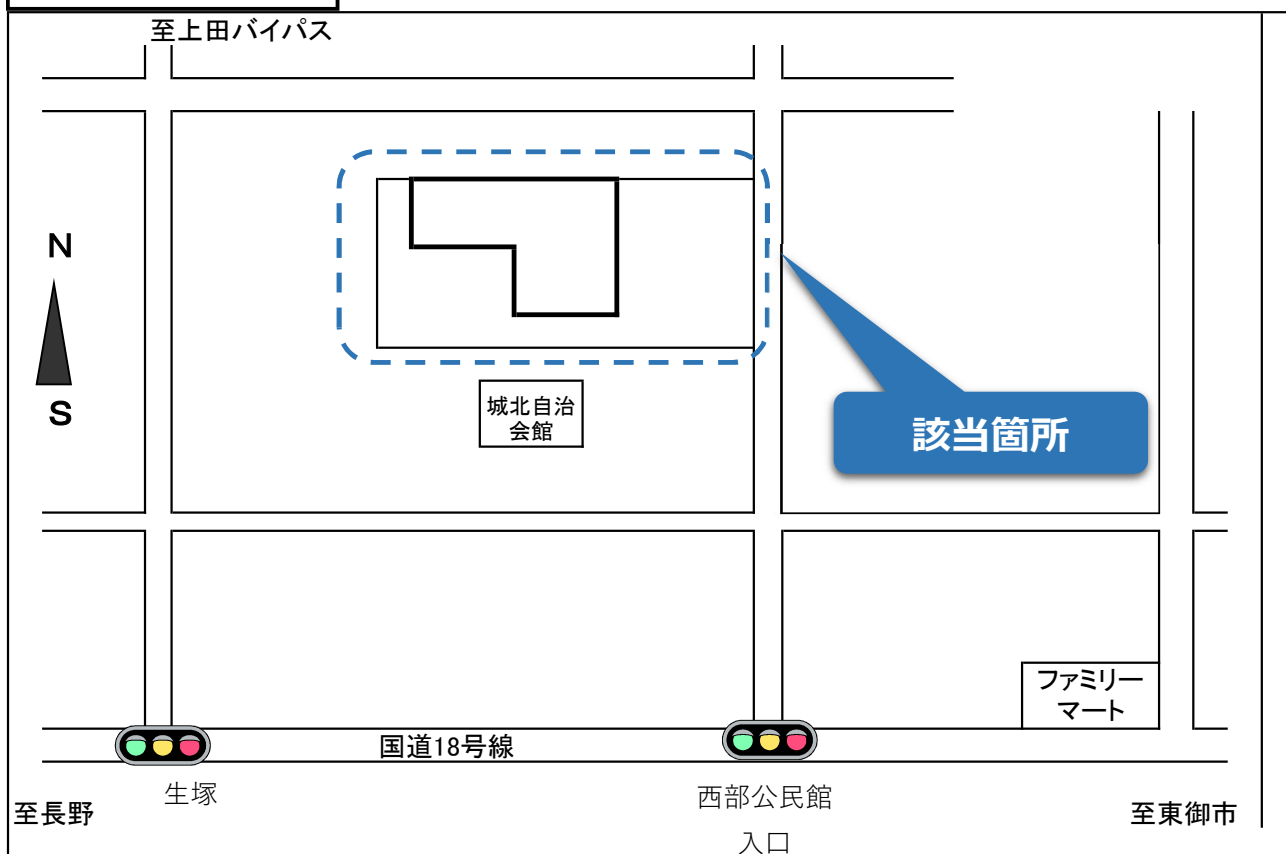 至上田バイパス
N
S
城北自治
会館
該当箇所
ファミリー
マート
国道18号線
生塚
西部公民館
入口
至長野
至東御市